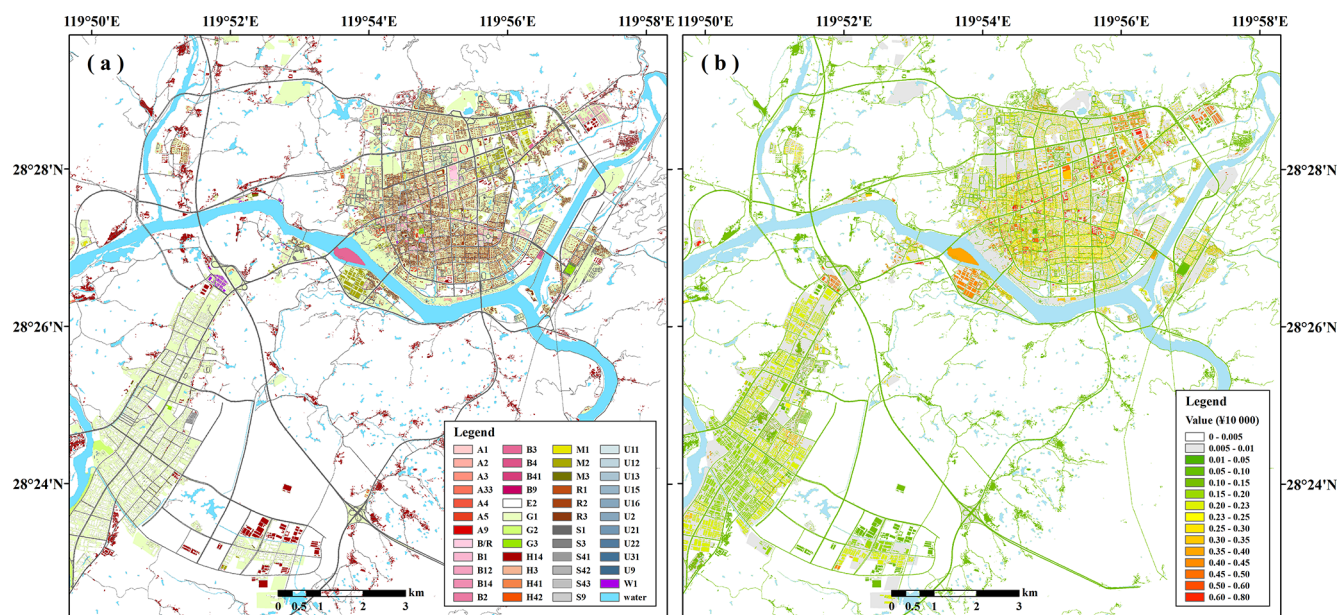 119°50'E 119°52'E 119°54'E 119°56'E 119°58'E
119°50'E 119°52'E 119°54'E 119°56'E 119°58'E
( a )
( b )
28°28'N
28°26'N
28°24'N
28°28'N
28°26'N
28°24'N
Legend
A1 B3 M1 U11
A2 B4 M2 U12
A3 B41 M3 U13
A33 B9 R1 U15
A4 E2 R2 U16
A5 G1 R3 U2
A9 G2 S1 U21
B/R G3 S3 U22
B1 H14 S41 U31
B12 H3 S42 U9
B14 H41 S43 W1
B2 H42 S9 water
km
0 0.5 1 2 3
Legend
Value (¥10 000)
0 - 0.005
0.005 - 0.01
0.01 - 0.05
0.05 - 0.10
0.10 - 0.15
0.15 - 0.20
0.20 - 0.23
0.23 - 0.25
0.25 - 0.30
0.30 - 0.35
0.35 - 0.40
0.40 - 0.45
0.45 - 0.50
0.50 - 0.60
0.60 - 0.80
km
0 0.5 1 2 3